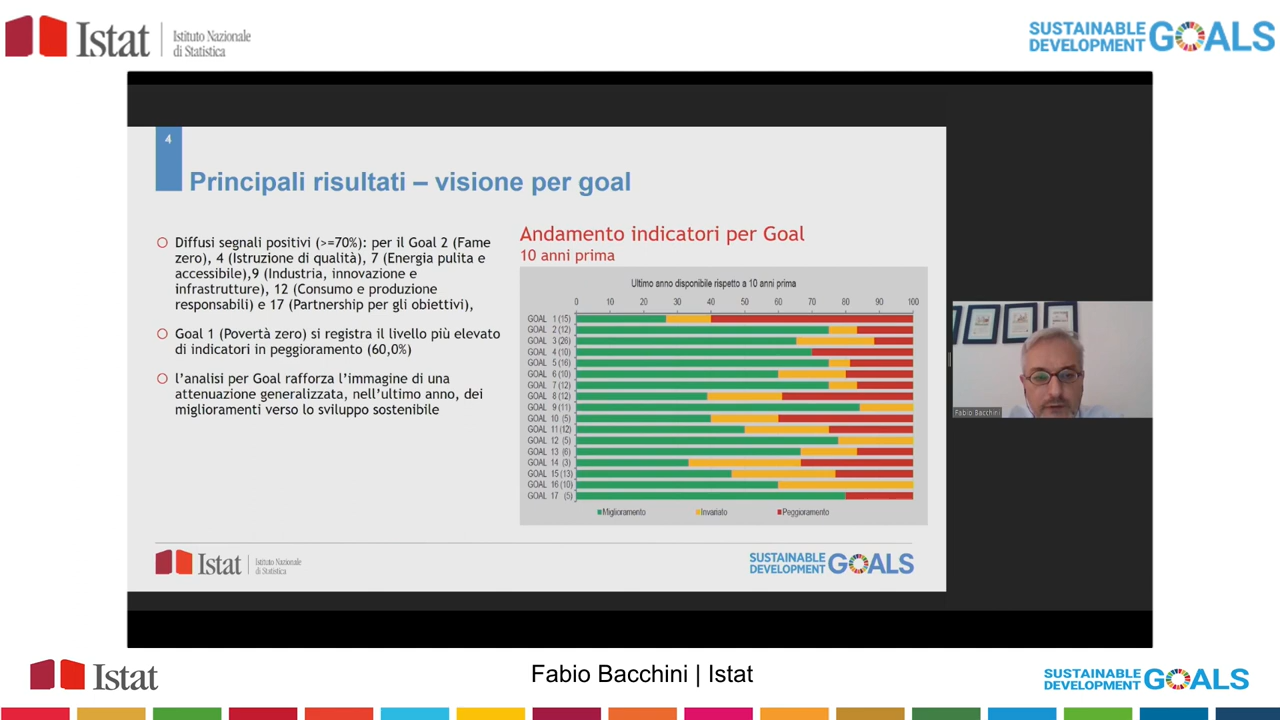 Istat
Istituto Nazionale
di Statistica
SUSTAINABLE
DEVELOPMENT
GOALS
4
Principali risultati – visione per goal
Diffusi segnali positivi (>=70%): per il Goal 2 (Fame
zero), 4 (Istruzione di qualità), 7 (Energia pulita e
accessibile),9 (Industria, innovazione e
infrastrutture), 12 (Consumo e produzione
responsabili) e 17 (Partnership per gli obiettivi),
Goal 1 (Povertà zero) si registra il livello più elevato
di indicatori in peggioramento (60,0%)
l'analisi per Goal rafforza l'immagine di una
attenuazione generalizzata, nell'ultimo anno, dei
miglioramenti verso lo sviluppo sostenibile
Andamento indicatori per Goal
10 anni prima
Ultimo anno disponibile rispetto a 10 anni prima
0 10 20 30 40 50 60 70 80 90 100
GOAL 1 (15)
GOAL 2 (12)
GOAL 3 (26)
GOAL 4 (10)
GOAL 5 (16)
GOAL 6 (10)
GOAL 7 (12)
GOAL 8 (12)
GOAL 9 (11)
GOAL 10 (5)
GOAL 11 (12)
GOAL 12 (5)
GOAL 13 (6)
GOAL 14 (3)
GOAL 15 (13)
GOAL 16 (10)
GOAL 17 (5)
Miglioramento Invariato Peggioramento
Istat
Istituto Nazionale
di Statistica
SUSTAINABLE
DEVELOPMENT
GOALS
Fabio Bacchini
Istat
Fabio Bacchini | Istat
SUSTAINABLE
DEVELOPMENT
GOALS